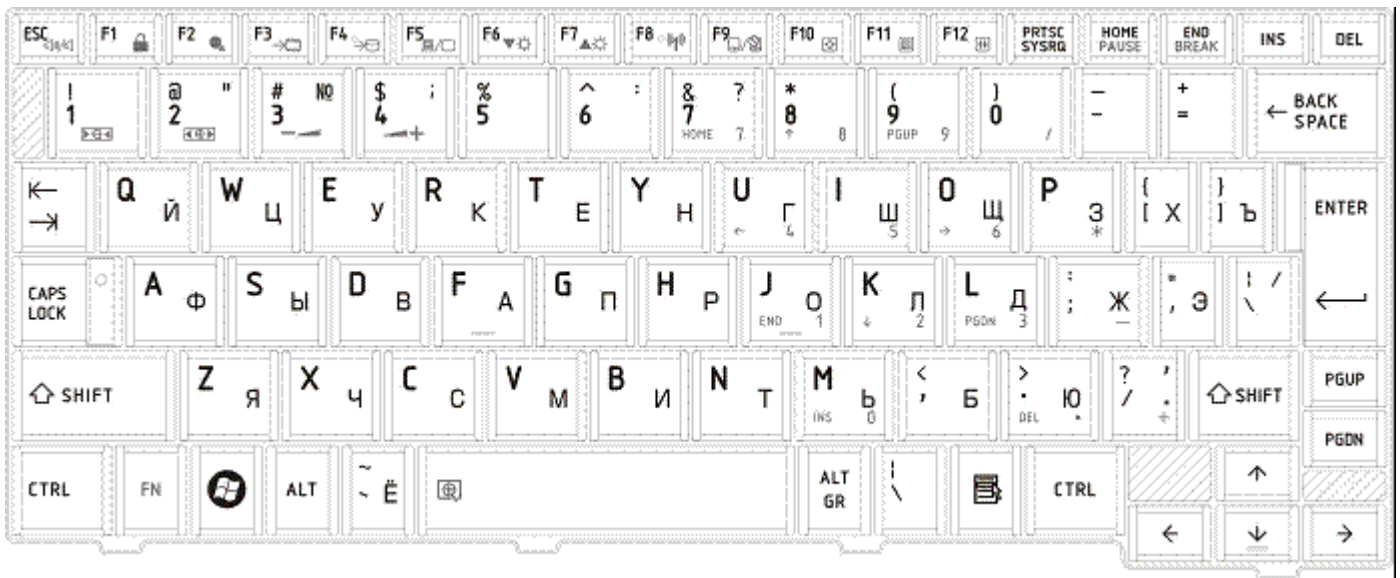 ESC F1 F2 F3 F4 F5 F6 F7 F8 F9 F10 F11 F12 PRTSC HOME END INS DEL
SYSRQ PAUSE BREAK
! @ " # № $ ; % ^ : & ? * ( ) _ +
1 2 3 4 5 6 7 8 9 0 - = ← BACK SPACE
HOME 7 ↑ 8 PGUP 9 /
Q Й W Ц E У R К T Е Y Н U Г I Ш O Щ P З { [ Х } ] Ъ ENTER
← 4 5 → 6 *
CAPS LOCK A Ф S Ы D В F А G П H Р J О K Л L Д : ; Ж " ' Э | \ /
END 1 ↓ 2 PGDN 3
SHIFT Z Я X Ч C С V М B И N Т M Ь < , Б > . Ю ? / , . SHIFT PGUP
INS 0 DEL
PGDN
CTRL FN ALT ~ ` Ё ALT GR | \ CTRL ↑
← ↓ →